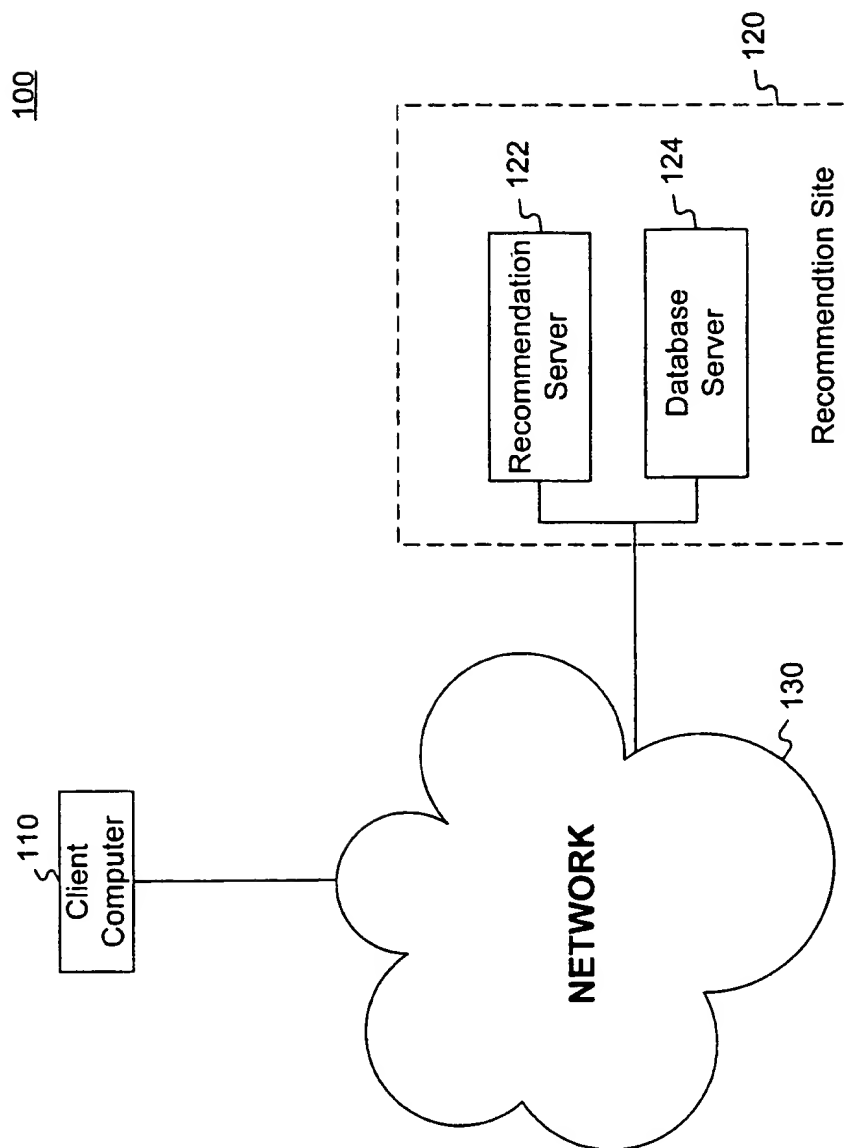 100
110
Client
Computer
NETWORK
130
Recommendation
Server
122
Database
Server
124
Recommendtion Site
120